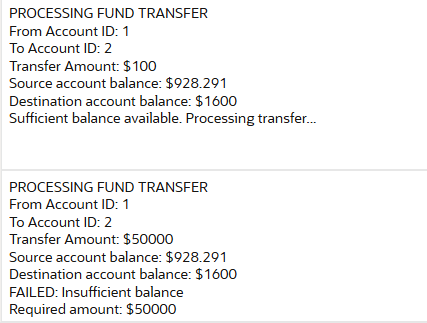 PROCESSING FUND TRANSFER
From Account ID: 1
To Account ID: 2
Transfer Amount: $100
Source account balance: $928.291
Destination account balance: $1600
Sufficient balance available. Processing transfer...
PROCESSING FUND TRANSFER
From Account ID: 1
To Account ID: 2
Transfer Amount: $50000
Source account balance: $928.291
Destination account balance: $1600
FAILED: Insufficient balance
Required amount: $50000